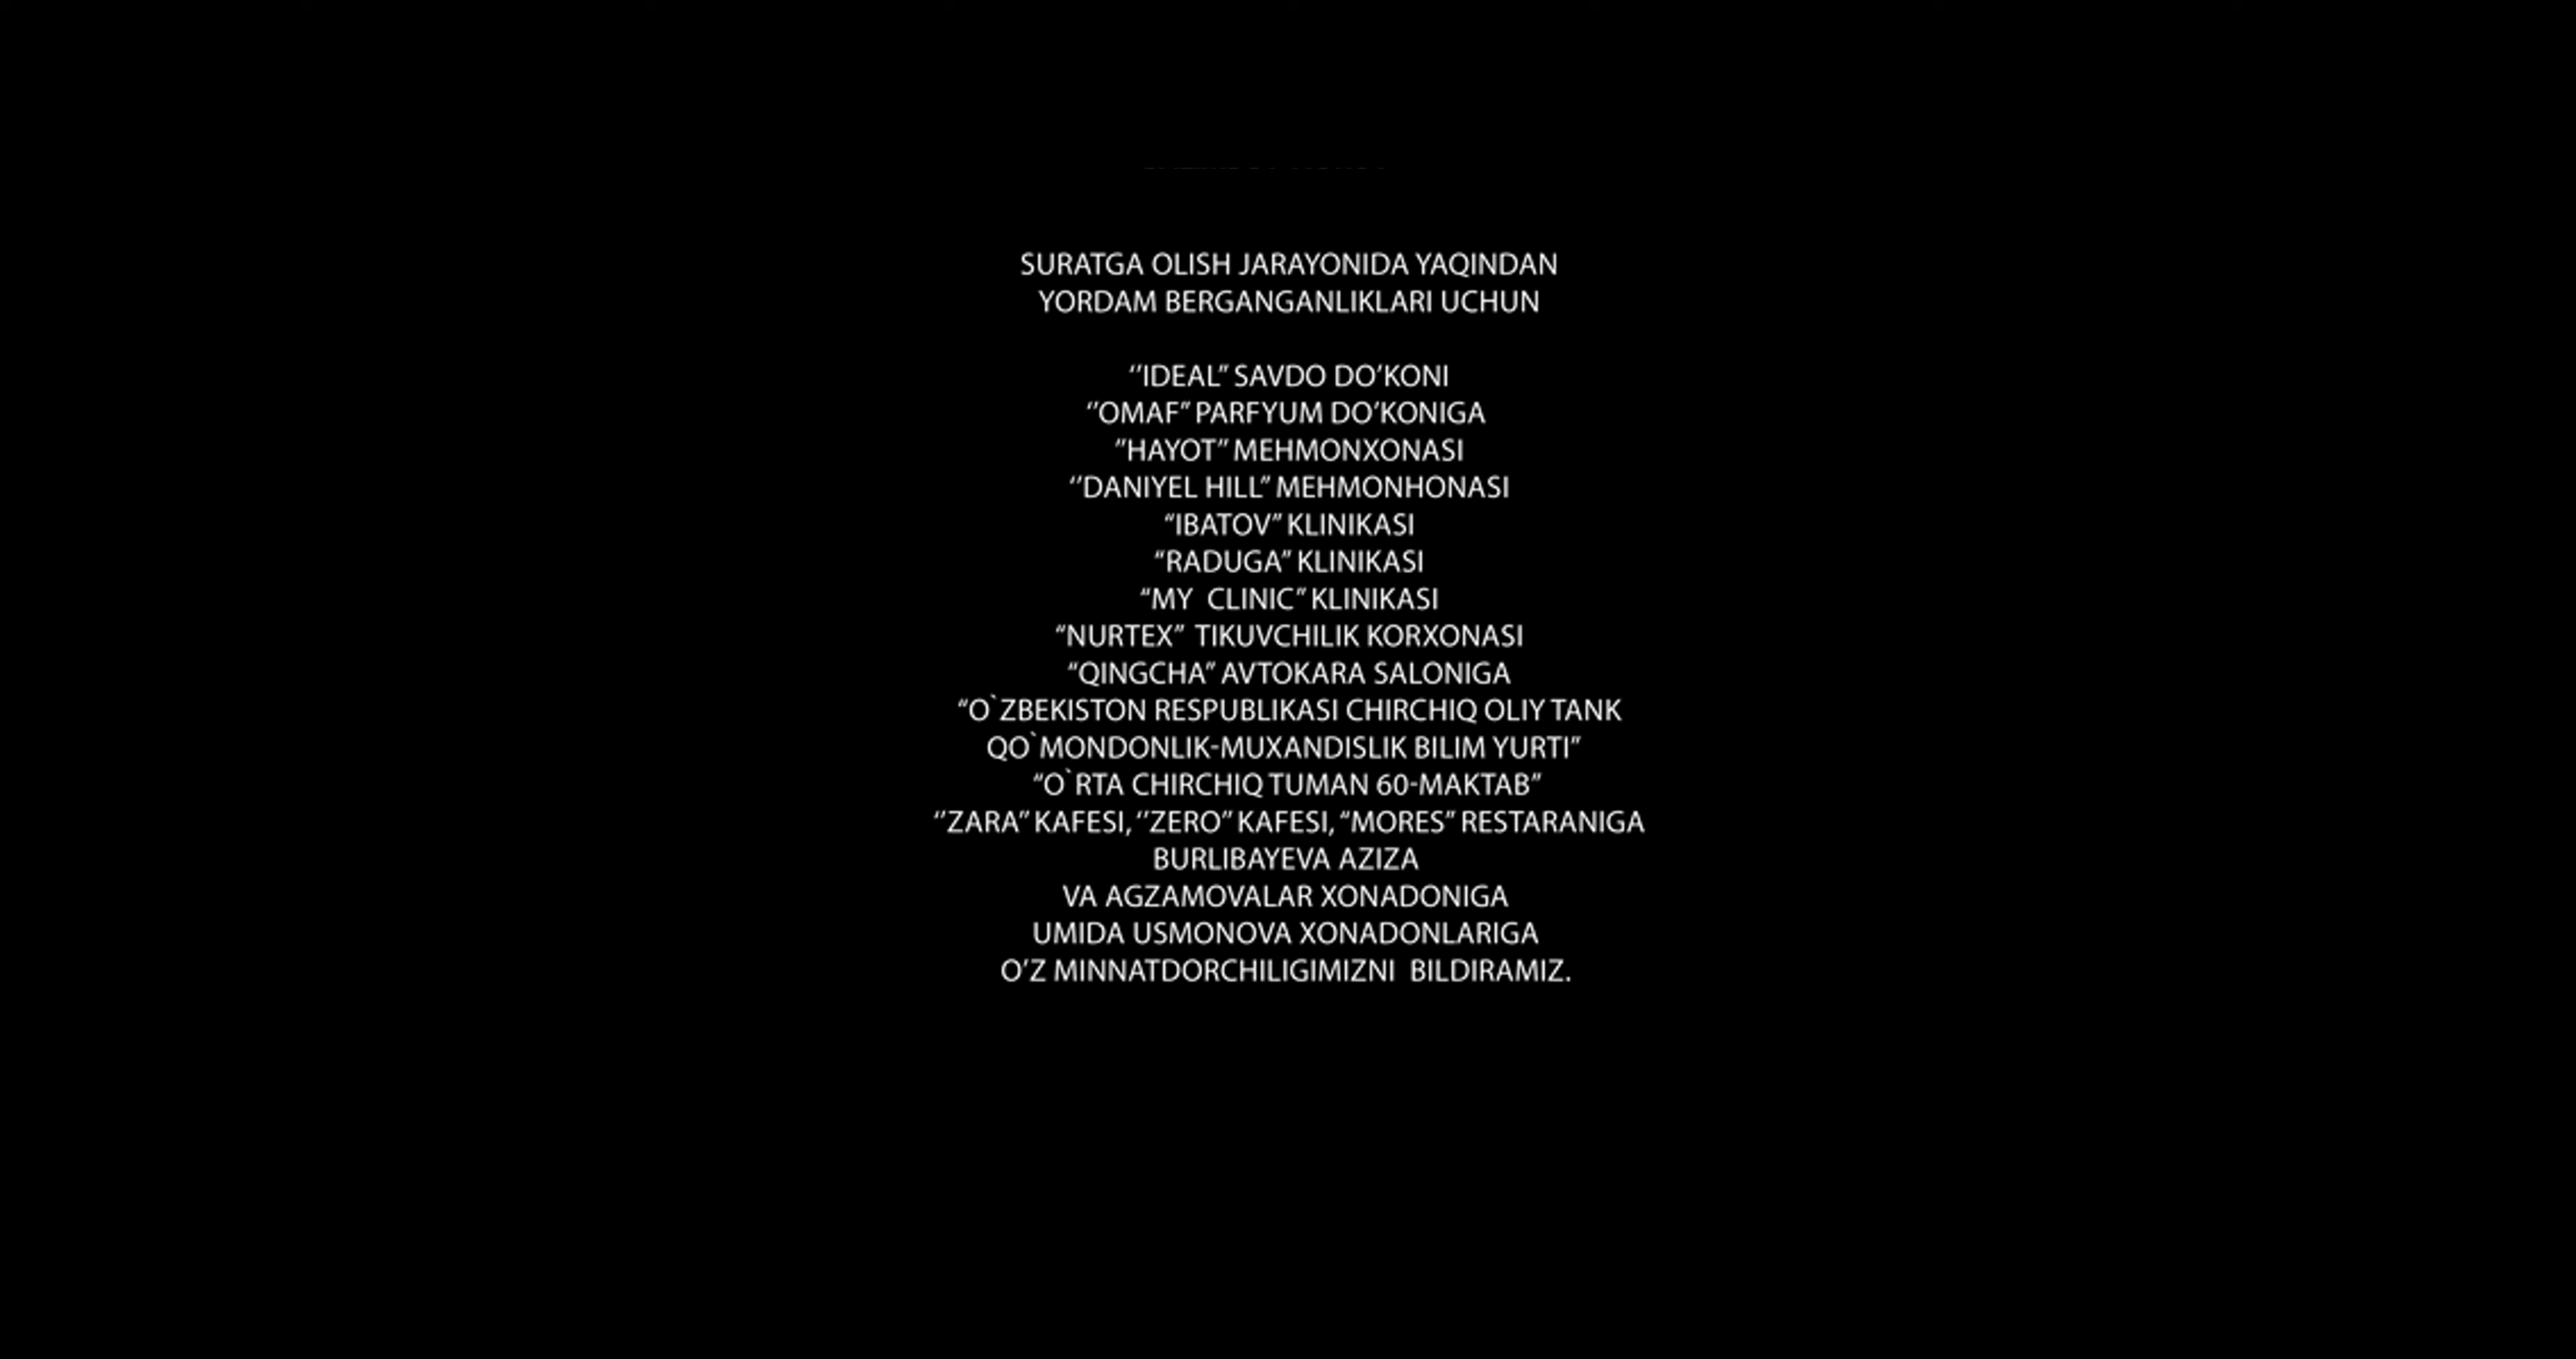 SURATGA OLISH JARAYONIDA YAQINDAN
YORDAM BERGANGANLIKLARI UCHUN
‘’IDEAL” SAVDO DO’KONI
‘’OMAF” PARFYUM DO’KONIGA
”HAYOT” MEHMONXONASI
‘’DANIYEL HILL” MEHMONHONASI
“IBATOV” KLINIKASI
“RADUGA” KLINIKASI
“MY CLINIC” KLINIKASI
“NURTEX” TIKUVCHILIK KORXONASI
“QINGCHA” AVTOKARA SALONIGA
“O`ZBEKISTON RESPUBLIKASI CHIRCHIQ OLIY TANK
QO`MONDONLIK-MUXANDISLIK BILIM YURTI”
“O`RTA CHIRCHIQ TUMAN 60-MAKTAB”
‘’ZARA” KAFESI, ‘’ZERO” KAFESI, “MORES” RESTARANIGA
BURLIBAYEVA AZIZA
VA AGZAMOVALAR XONADONIGA
UMIDA USMONOVA XONADONLARIGA
O’Z MINNATDORCHILIGIMIZNI BILDIRAMIZ.